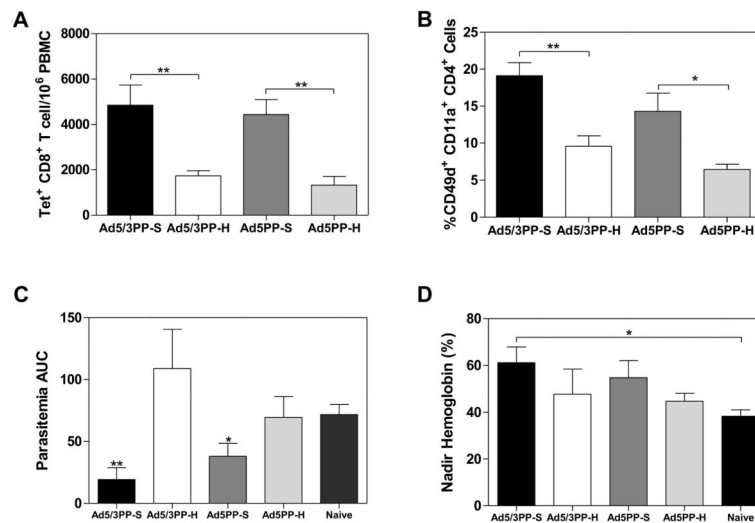 A
Tet⁺ CD8⁺ T cell/10⁶ PBMC
8000
6000
4000
2000
0
**
**
Ad5/3PP-S Ad5/3PP-H Ad5PP-S Ad5PP-H
B
%CD49d⁺ CD11a⁺ CD4⁺ Cells
25
20
15
10
5
0
**
*
Ad5/3PP-S Ad5/3PP-H Ad5PP-S Ad5PP-H
C
Parasitemia AUC
150
100
50
0
**
*
Ad5/3PP-S Ad5/3PP-H Ad5PP-S Ad5PP-H Naive
D
Nadir Hemoglobin (%)
80
60
40
20
0
*
Ad5/3PP-S Ad5/3PP-H Ad5PP-S Ad5PP-H Naive